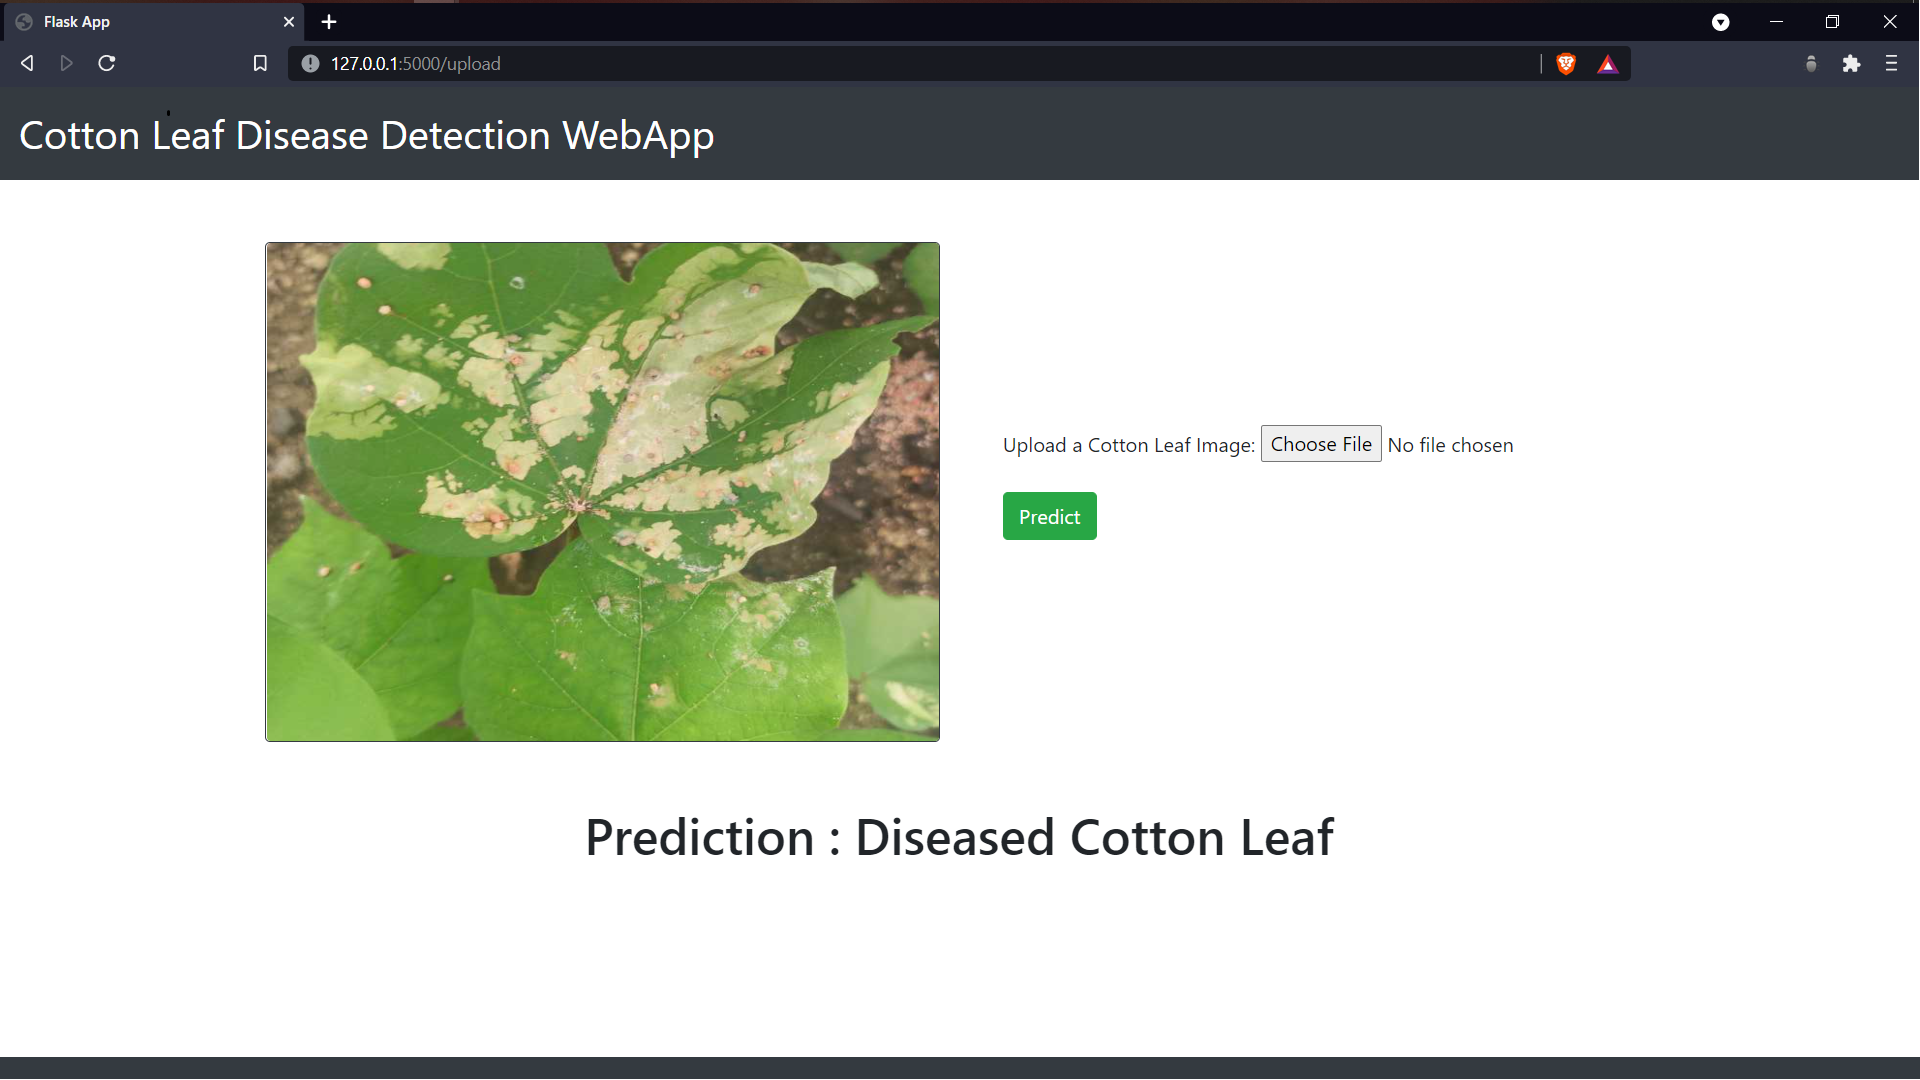 Flask App
127.0.0.1:5000/upload
Cotton Leaf Disease Detection WebApp
Upload a Cotton Leaf Image: Choose File No file chosen
Predict
Prediction : Diseased Cotton Leaf